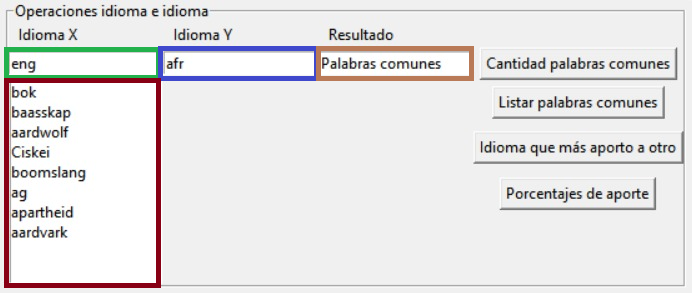 Operaciones idioma e idioma
Idioma X Idioma Y Resultado
eng afr Palabras comunes Cantidad palabras comunes
bok
baasskap
aardwolf
Ciskei
boomslang
ag
apartheid
aardvark
Listar palabras comunes
Idioma que más aporto a otro
Porcentajes de aporte